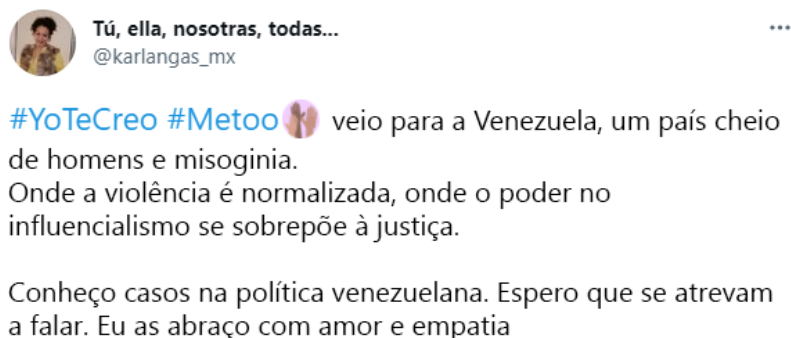 Tú, ella, nosotras, todas...
@karlangas_mx
#YoTeCreo #Metoo veio para a Venezuela, um país cheio
de homens e misoginia.
Onde a violência é normalizada, onde o poder no
influencialismo se sobrepõe à justiça.
Conheço casos na política venezuelana. Espero que se atrevam
a falar. Eu as abraço com amor e empatia